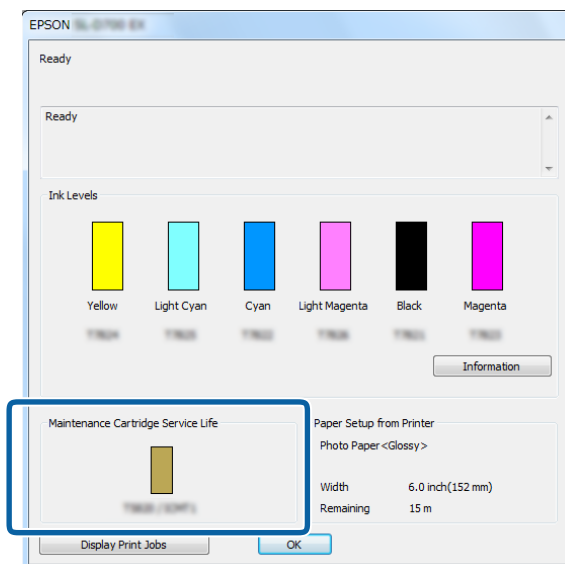 EPSON
Ready
Ready
Ink Levels
Yellow Light Cyan Cyan Light Magenta Black Magenta
Information
Maintenance Cartridge Service Life
Paper Setup from Printer
Photo Paper<Glossy>
Width 6.0 inch(152 mm)
Remaining 15 m
Display Print Jobs OK